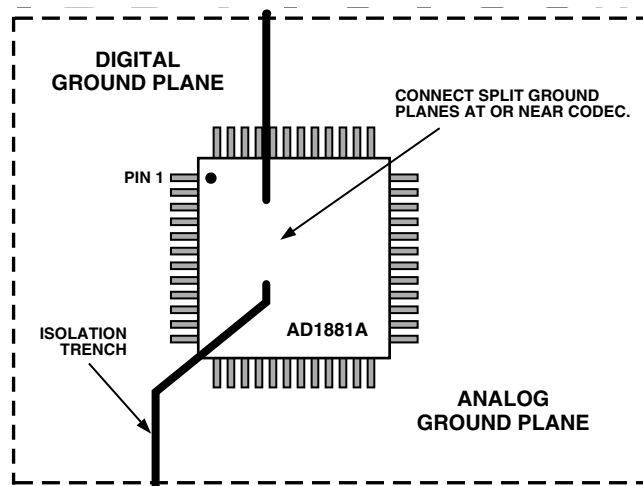 DIGITAL
GROUND PLANE
CONNECT SPLIT GROUND
PLANES AT OR NEAR CODEC.
PIN 1
ISOLATION
TRENCH
AD1881A
ANALOG
GROUND PLANE